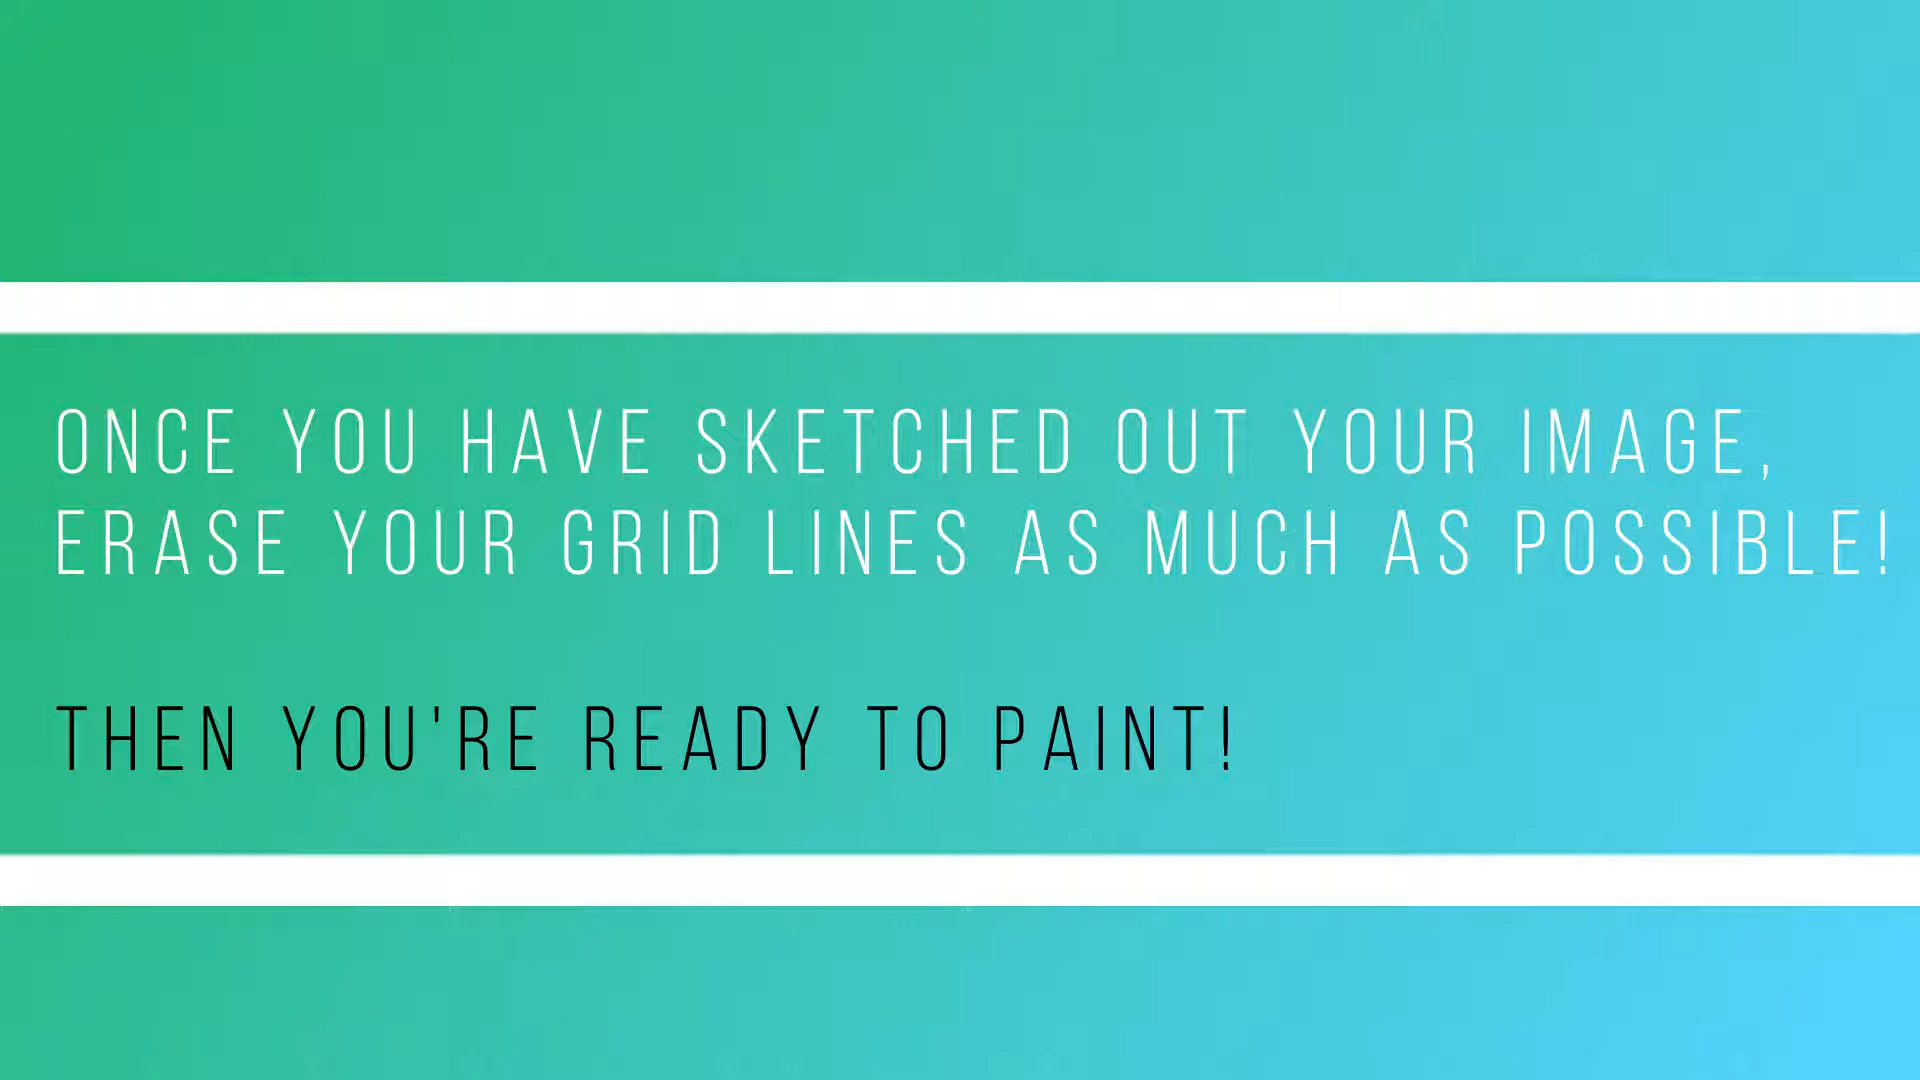 ONCE YOU HAVE SKETCHED OUT YOUR IMAGE,
ERASE YOUR GRID LINES AS MUCH AS POSSIBLE!
THEN YOU'RE READY TO PAINT!